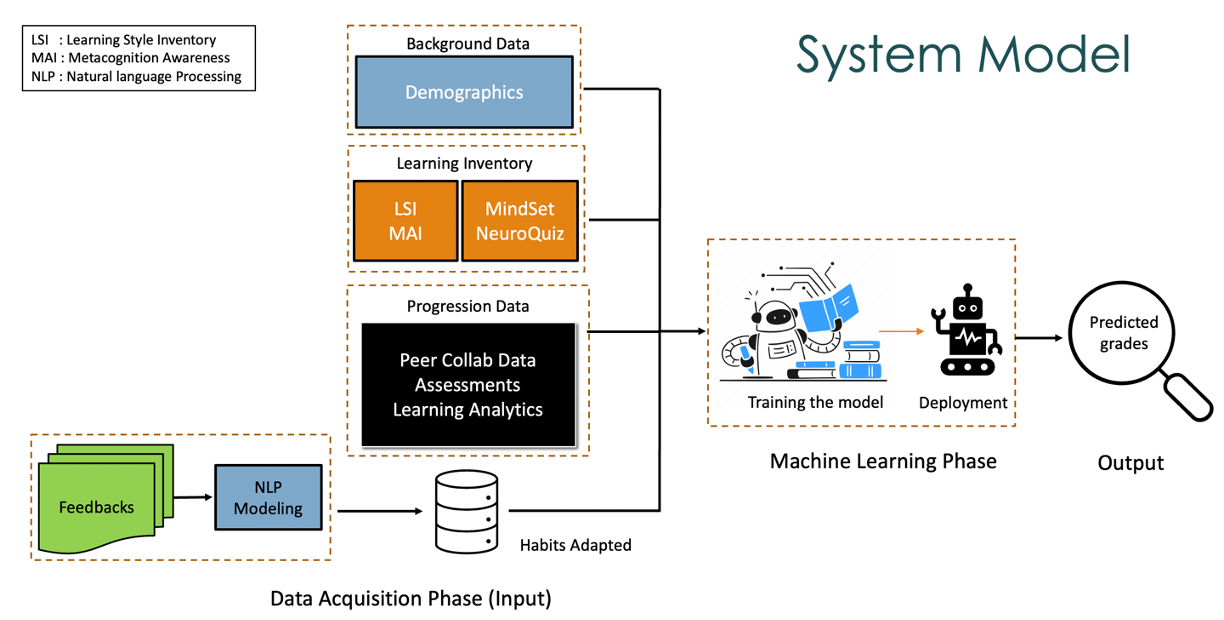 LSI : Learning Style Inventory
MAI : Metacognition Awareness
NLP : Natural language Processing
System Model
Background Data
Demographics
Learning Inventory
LSI
MAI
MindSet
NeuroQuiz
Progression Data
Peer Collab Data
Assessments
Learning Analytics
Feedbacks
NLP
Modeling
Habits Adapted
Data Acquisition Phase (Input)
Training the model
Deployment
Machine Learning Phase
Predicted
grades
Output